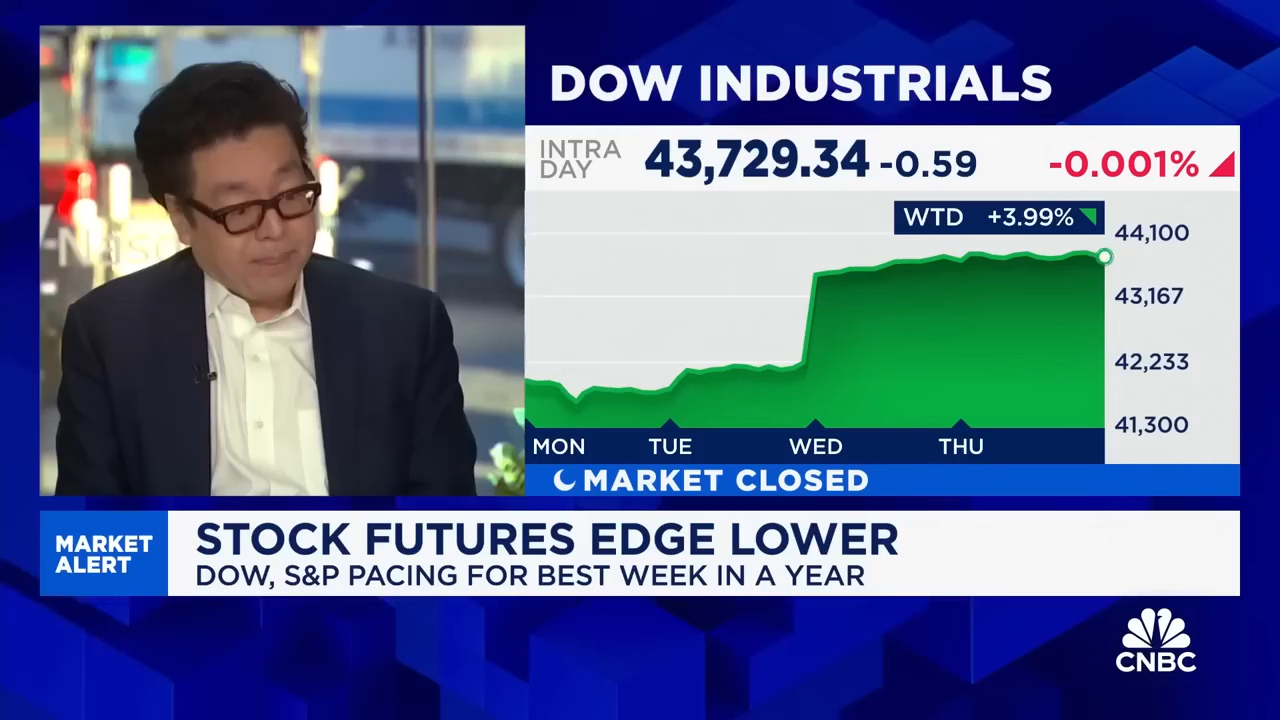 DOW INDUSTRIALS
INTRA
DAY
43,729.34 -0.59 -0.001%
WTD +3.99%
44,100
43,167
42,233
41,300
MON TUE WED THU
MARKET CLOSED
MARKET
ALERT
STOCK FUTURES EDGE LOWER
DOW, S&P PACING FOR BEST WEEK IN A YEAR
CNBC